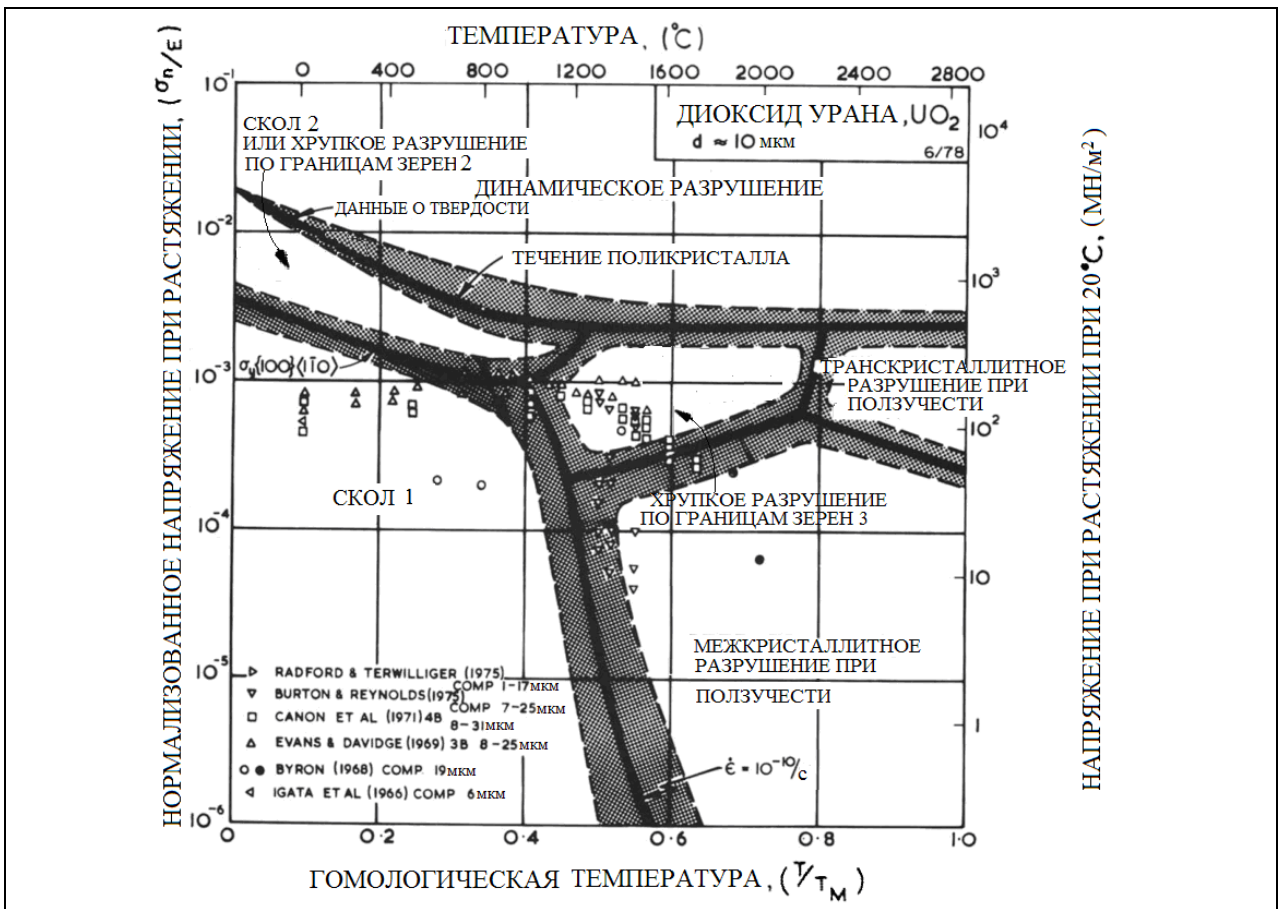 ТЕМПЕРАТУРА, (°C)
0 400 800 1200 1600 2000 2400 2800
НОРМАЛИЗОВАННОЕ НАПРЯЖЕНИЕ ПРИ РАСТЯЖЕНИИ, (σn/E)
10⁻¹
10⁻²
10⁻³
10⁻⁴
10⁻⁵
10⁻⁶
ДИОКСИД УРАНА, UO₂
d ≈ 10 мкм
6/78
СКОЛ 2
ИЛИ ХРУПКОЕ РАЗРУШЕНИЕ
ПО ГРАНИЦАМ ЗЕРЕН 2
ДИНАМИЧЕСКОЕ РАЗРУШЕНИЕ
ДАННЫЕ О ТВЕРДОСТИ
ТЕЧЕНИЕ ПОЛИКРИСТАЛЛА
σy{100}⟨11̄0⟩
ТРАНСКРИСТАЛЛИТНОЕ
РАЗРУШЕНИЕ ПРИ
ПОЛЗУЧЕСТИ
СКОЛ 1
ХРУПКОЕ РАЗРУШЕНИЕ
ПО ГРАНИЦАМ ЗЕРЕН 3
МЕЖКРИСТАЛЛИТНОЕ
РАЗРУШЕНИЕ ПРИ
ПОЛЗУЧЕСТИ
ε̇ = 10⁻¹⁰/с
RADFORD & TERWILLIGER (1975)
COMP 1-17мкм
BURTON & REYNOLDS (1975)
COMP 7-25мкм
CANON ET AL (1971) 4B
8-31мкм
EVANS & DAVIDGE (1969) 3B 8-25мкм
BYRON (1968) COMP. 19мкм
IGATA ET AL (1966) COMP 6мкм
10⁴
10³
10²
10
1
НАПРЯЖЕНИЕ ПРИ РАСТЯЖЕНИИ ПРИ 20°C, (МН/м²)
0 0·2 0·4 0·6 0·8 1·0
ГОМОЛОГИЧЕСКАЯ ТЕМПЕРАТУРА, (T/TM)